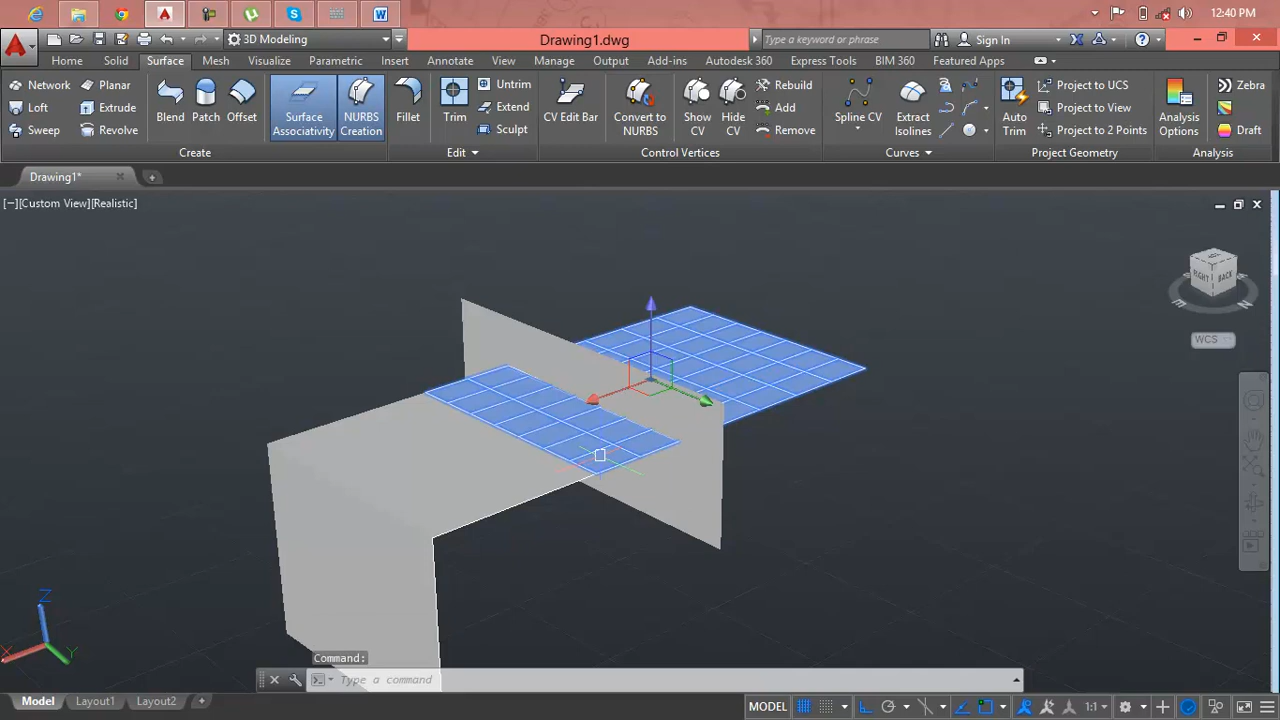 12:40 PM
3D Modeling
Drawing1.dwg
Type a keyword or phrase
Sign In
Home Solid Surface Mesh Visualize Parametric Insert Annotate View Manage Output Add-ins Autodesk 360 Express Tools BIM 360 Featured Apps
Network Planar
Loft Extrude
Sweep Revolve
Blend Patch Offset
Surface Associativity
NURBS Creation
Fillet
Trim
Untrim
Extend
Sculpt
CV Edit Bar
Convert to NURBS
Show CV
Hide CV
Rebuild
Add
Remove
Spline CV
Extract Isolines
Auto Trim
Project to UCS
Project to View
Project to 2 Points
Analysis Options
Zebra
Draft
Create Edit Control Vertices Curves Project Geometry Analysis
Drawing1*
[−][Custom View][Realistic]
RIGHT BACK
E N
WCS
Z
X Y
Command:
Type a command
Model Layout1 Layout2
MODEL 1:1